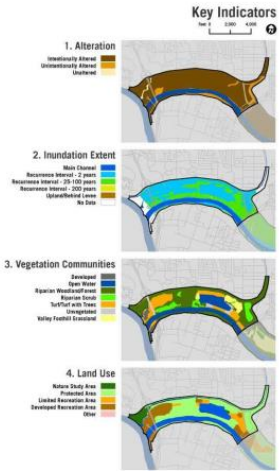 Key Indicators
Feet 0 2,000 4,000
1. Alteration
Intentionally Altered
Unintentionally Altered
Unaltered
2. Inundation Extent
Main Channel
Recurrence Interval - 2 years
Recurrence Interval - 25-100 years
Recurrence Interval - 200 years
Upland/Behind Levee
No Data
3. Vegetation Communities
Developed
Open Water
Riparian Woodland/Forest
Riparian Scrub
Turf/Turf with Trees
Unvegetated
Valley Foothill Grassland
4. Land Use
Nature Study Area
Protected Area
Limited Recreation Area
Developed Recreation Area
Other